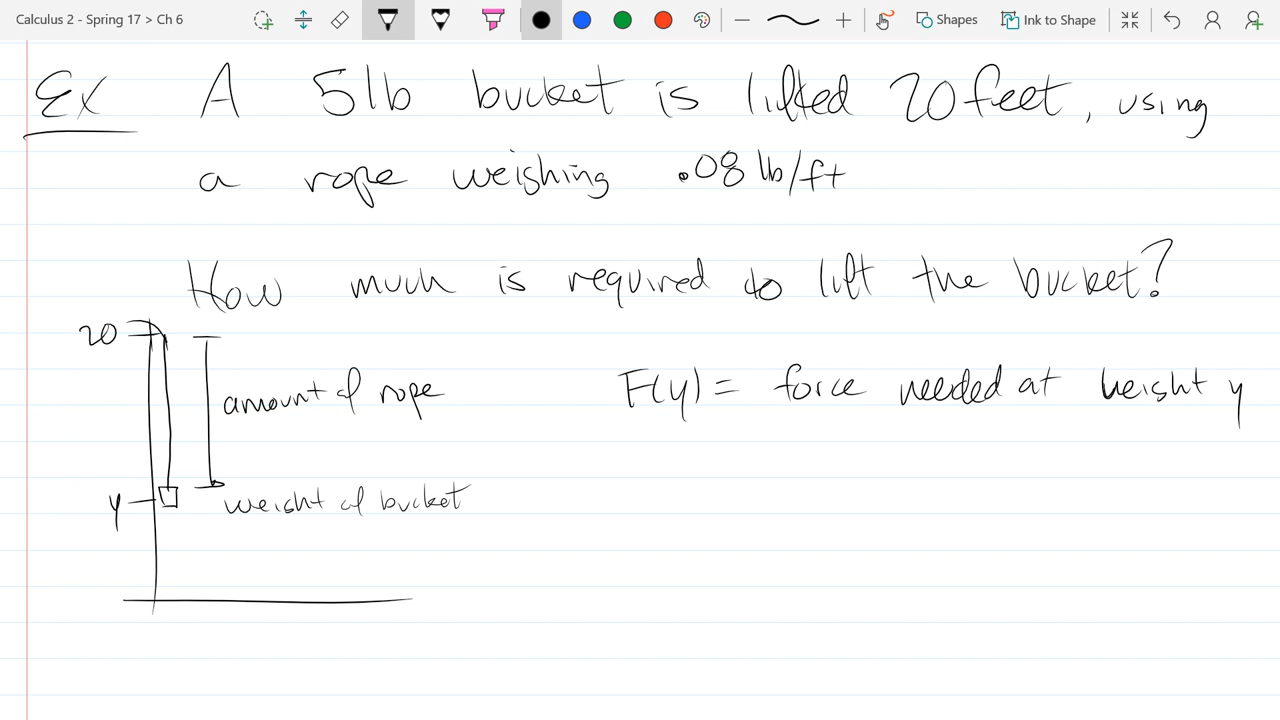 Calculus 2 - Spring 17 > Ch 6
Shapes
Ink to Shape
Ex A 5 lb bucket is lifted 20 feet, using
a rope weighing .08 lb/ft
How much is required to lift the bucket?
20
amount of rope
F(y) = force needed at height y
y
weight of bucket